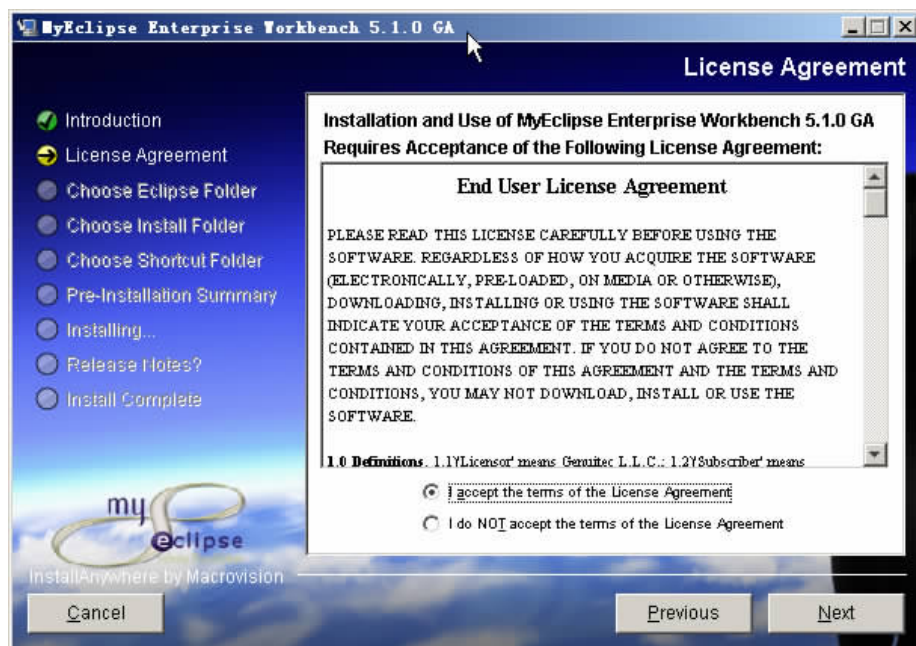 MyEclipse Enterprise Workbench 5.1.0 GA
License Agreement
Introduction
License Agreement
Choose Eclipse Folder
Choose Install Folder
Choose Shortcut Folder
Pre-Installation Summary
Installing...
Release Notes?
Install Complete
Installation and Use of MyEclipse Enterprise Workbench 5.1.0 GA
Requires Acceptance of the Following License Agreement:
End User License Agreement
PLEASE READ THIS LICENSE CAREFULLY BEFORE USING THE
SOFTWARE. REGARDLESS OF HOW YOU ACQUIRE THE SOFTWARE
(ELECTRONICALLY, PRE-LOADED, ON MEDIA OR OTHERWISE),
DOWNLOADING, INSTALLING OR USING THE SOFTWARE SHALL
INDICATE YOUR ACCEPTANCE OF THE TERMS AND CONDITIONS
CONTAINED IN THIS AGREEMENT. IF YOU DO NOT AGREE TO THE
TERMS AND CONDITIONS OF THIS AGREEMENT AND THE TERMS AND
CONDITIONS, YOU MAY NOT DOWNLOAD, INSTALL OR USE THE
SOFTWARE.
1.0 Definitions. 1.1Ÿ'Licensor' means Genuitec L.L.C.; 1.2Ÿ'Subscriber' means
I accept the terms of the License Agreement
I do NOT accept the terms of the License Agreement
my
eclipse
InstallAnywhere by Macrovision
Cancel
Previous
Next